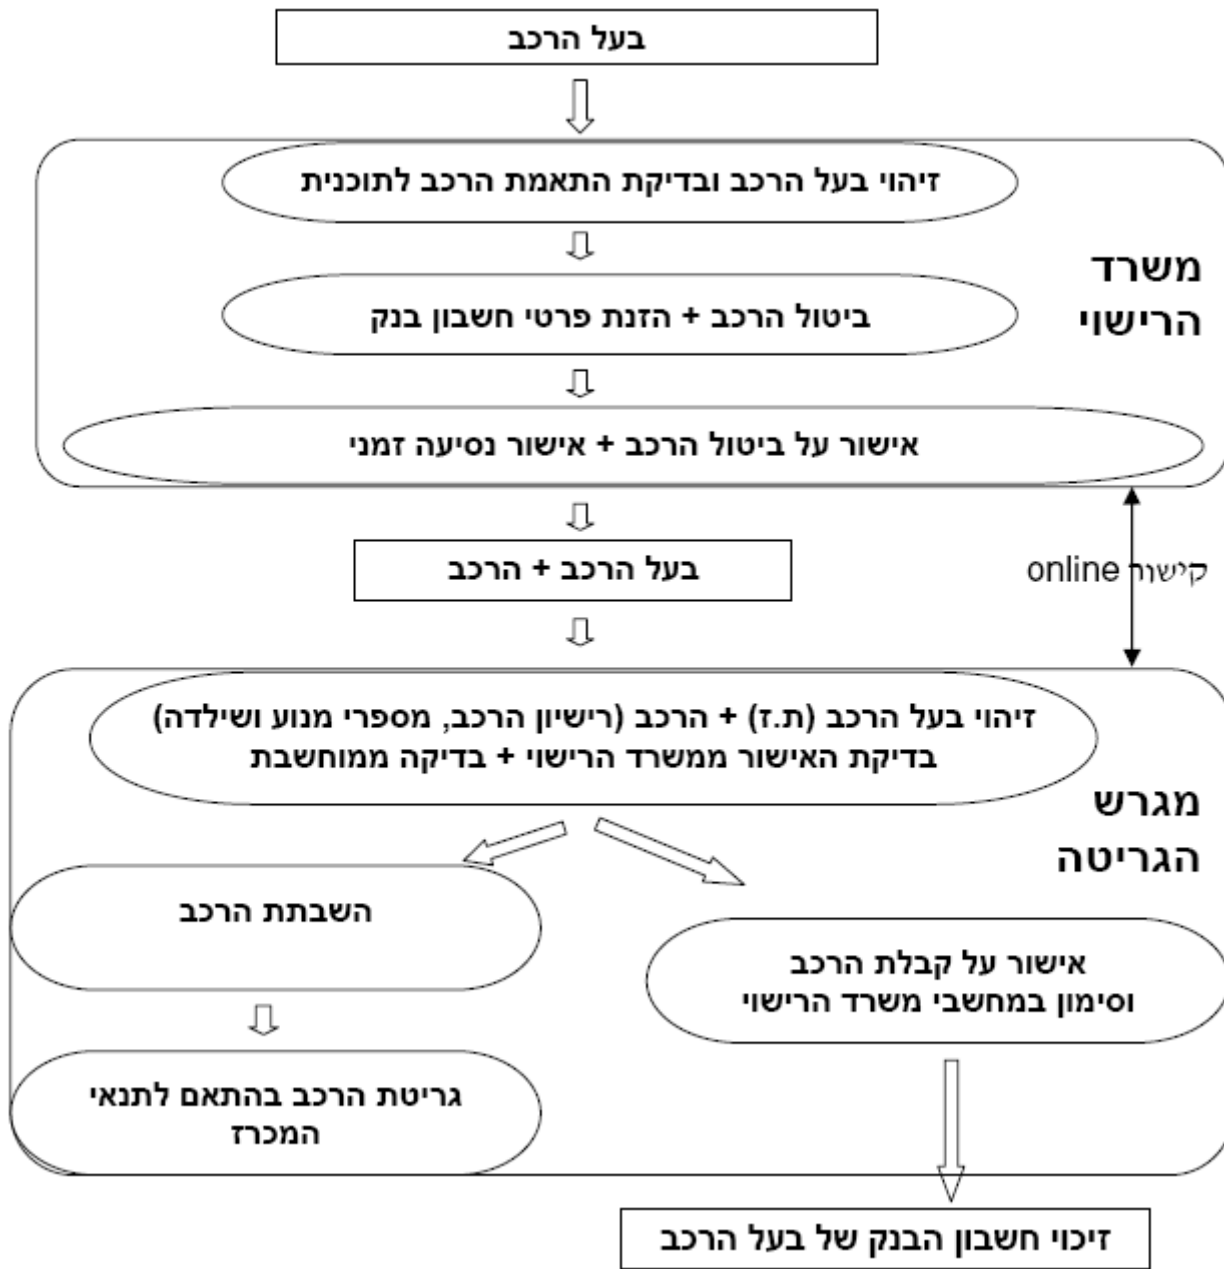 בעל הרכב
זיהוי בעל הרכב ובדיקת התאמת הרכב לתוכנית
משרד
הרישוי
ביטול הרכב + הזנת פרטי חשבון בנק
אישור על ביטול הרכב + אישור נסיעה זמני
בעל הרכב + הרכב
קישור online
זיהוי בעל הרכב (ת.ז) + הרכב (רישיון הרכב, מספרי מנוע ושילדה)
בדיקת האישור ממשרד הרישוי + בדיקה ממוחשבת
מגרש
הגריטה
השבתת הרכב
אישור על קבלת הרכב
וסימון במחשבי משרד הרישוי
גריטת הרכב בהתאם לתנאי
המכרז
זיכוי חשבון הבנק של בעל הרכב